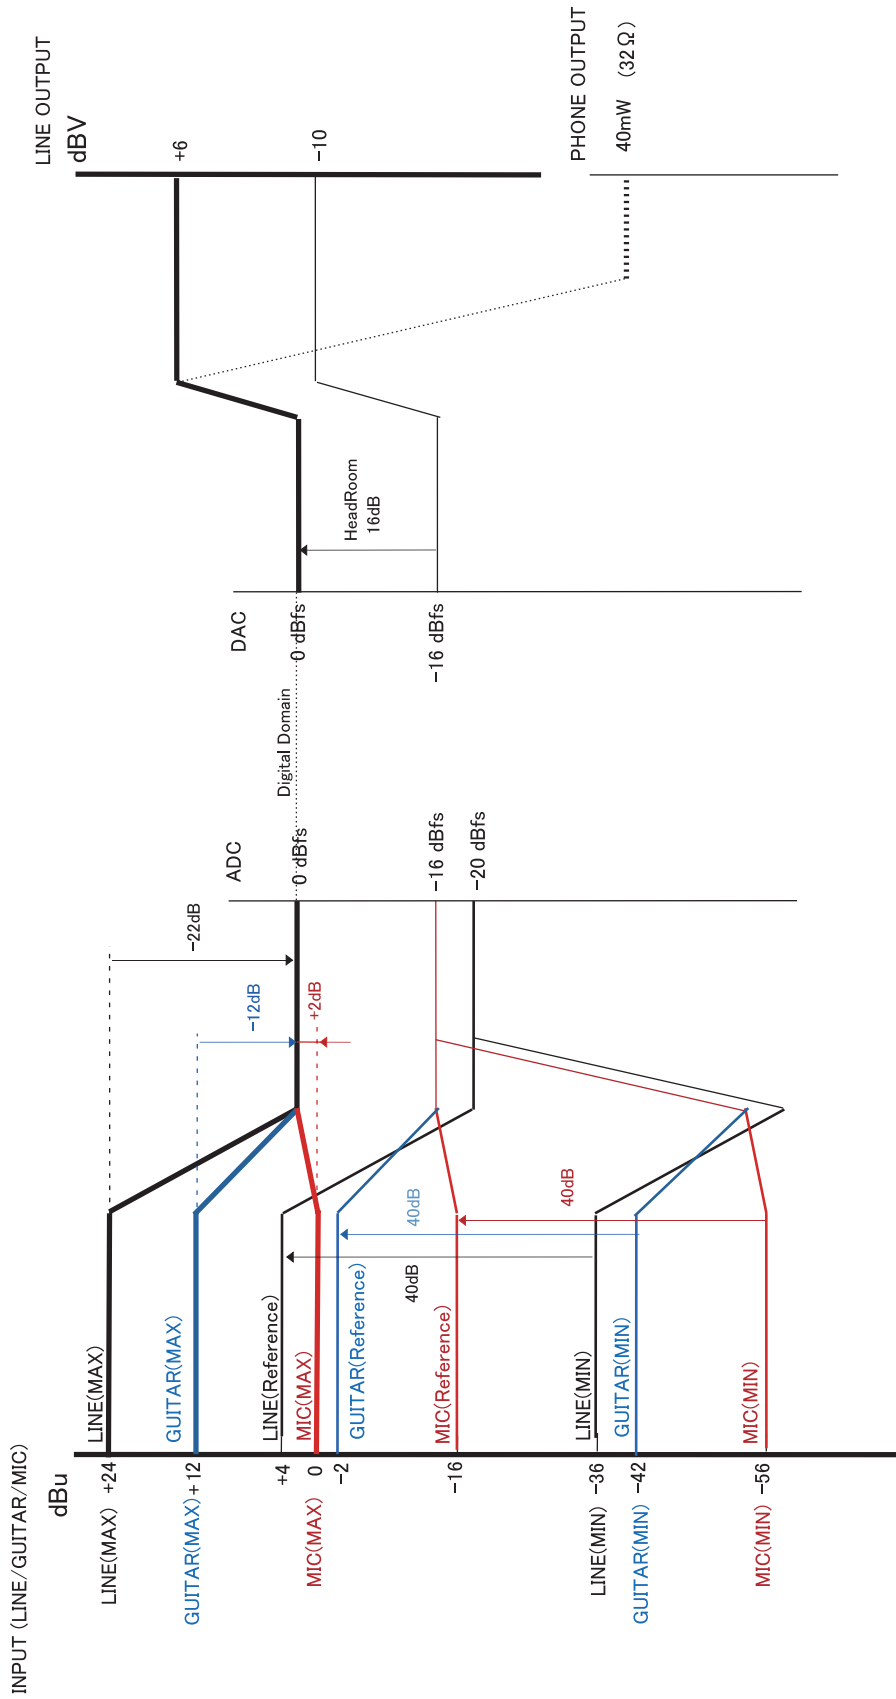 INPUT (LINE/GUITAR/MIC)
dBu
LINE(MAX) +24
GUITAR(MAX) +12
+4
0
MIC(MAX)
-2
-16
LINE(MIN) -36
GUITAR(MIN) -42
MIC(MIN) -56
LINE(MAX)
GUITAR(MAX)
LINE(Reference)
MIC(MAX)
GUITAR(Reference)
MIC(Reference)
LINE(MIN)
GUITAR(MIN)
MIC(MIN)
40dB
40dB
40dB
-22dB
-12dB
+2dB
ADC
0 dBfs
-16 dBfs
-20 dBfs
Digital Domain
DAC
0 dBfs
-16 dBfs
HeadRoom
16dB
LINE OUTPUT
dBV
+6
-10
PHONE OUTPUT
40mW (32Ω)